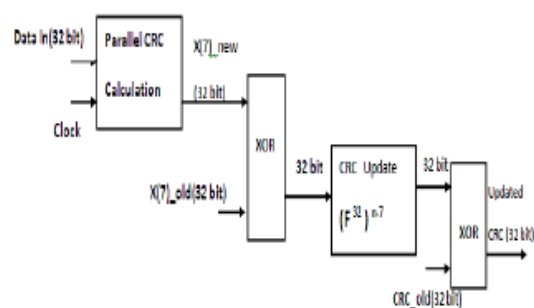 Data In(32 bit)
Parallel CRC
Calculation
Clock
X(7)_new
(32 bit)
XOR
X(7)_old(32 bit)
32 bit
CRC Update
(F^32)^n-7
32 bit
XOR
Updated
CRC (32 bit)
CRC_old(32 bit)